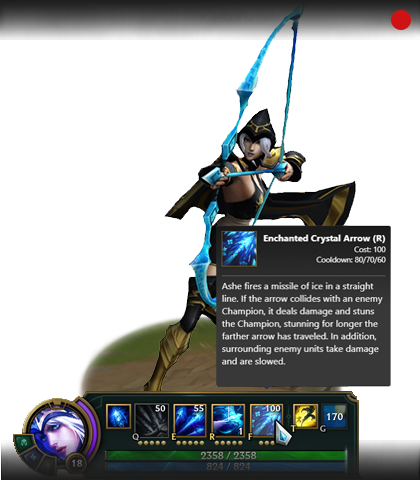 Enchanted Crystal Arrow (R)
Cost: 100
Cooldown: 80/70/60
Ashe fires a missile of ice in a straight
line. If the arrow collides with an enemy
Champion, it deals damage and stuns
the Champion, stunning for longer the
farther arrow has traveled. In addition,
surrounding enemy units take damage
and are slowed.
50 55 100
1 170
Q E R F T G
18
2358 / 2358
824 / 824